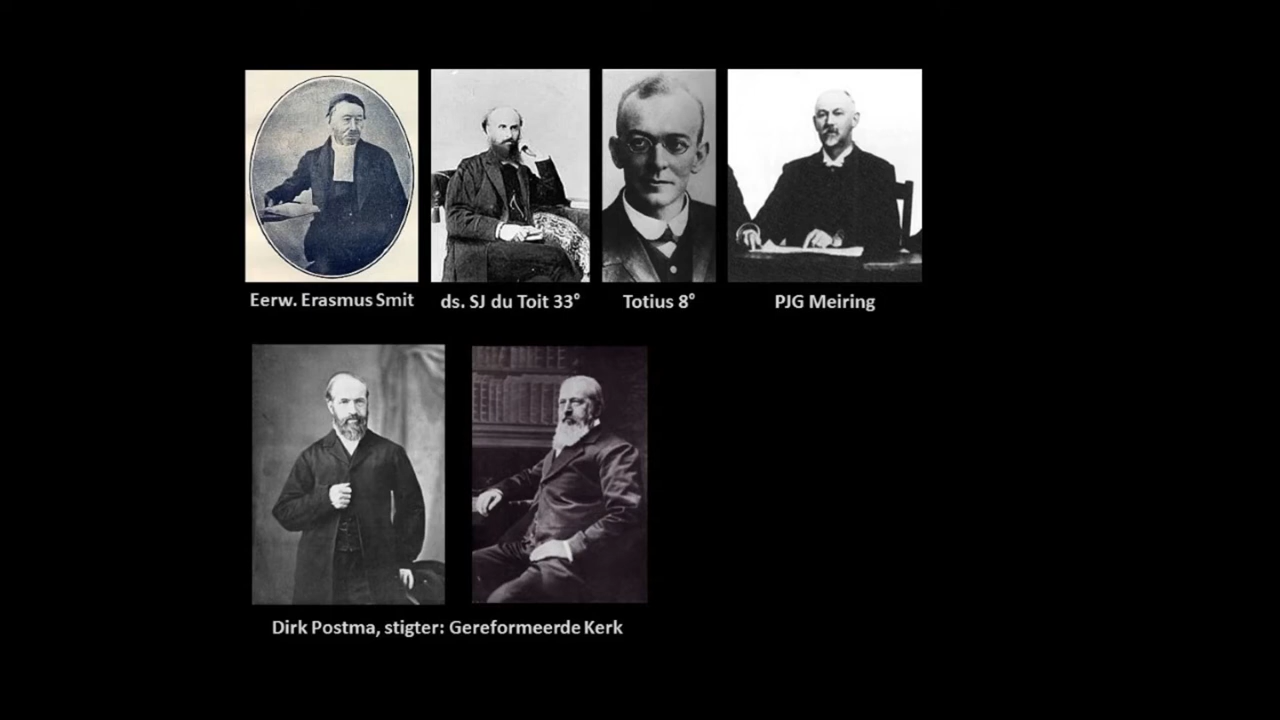 Eerw. Erasmus Smit
ds. SJ du Toit 33°
Totius 8°
PJG Meiring
Dirk Postma, stigter: Gereformeerde Kerk